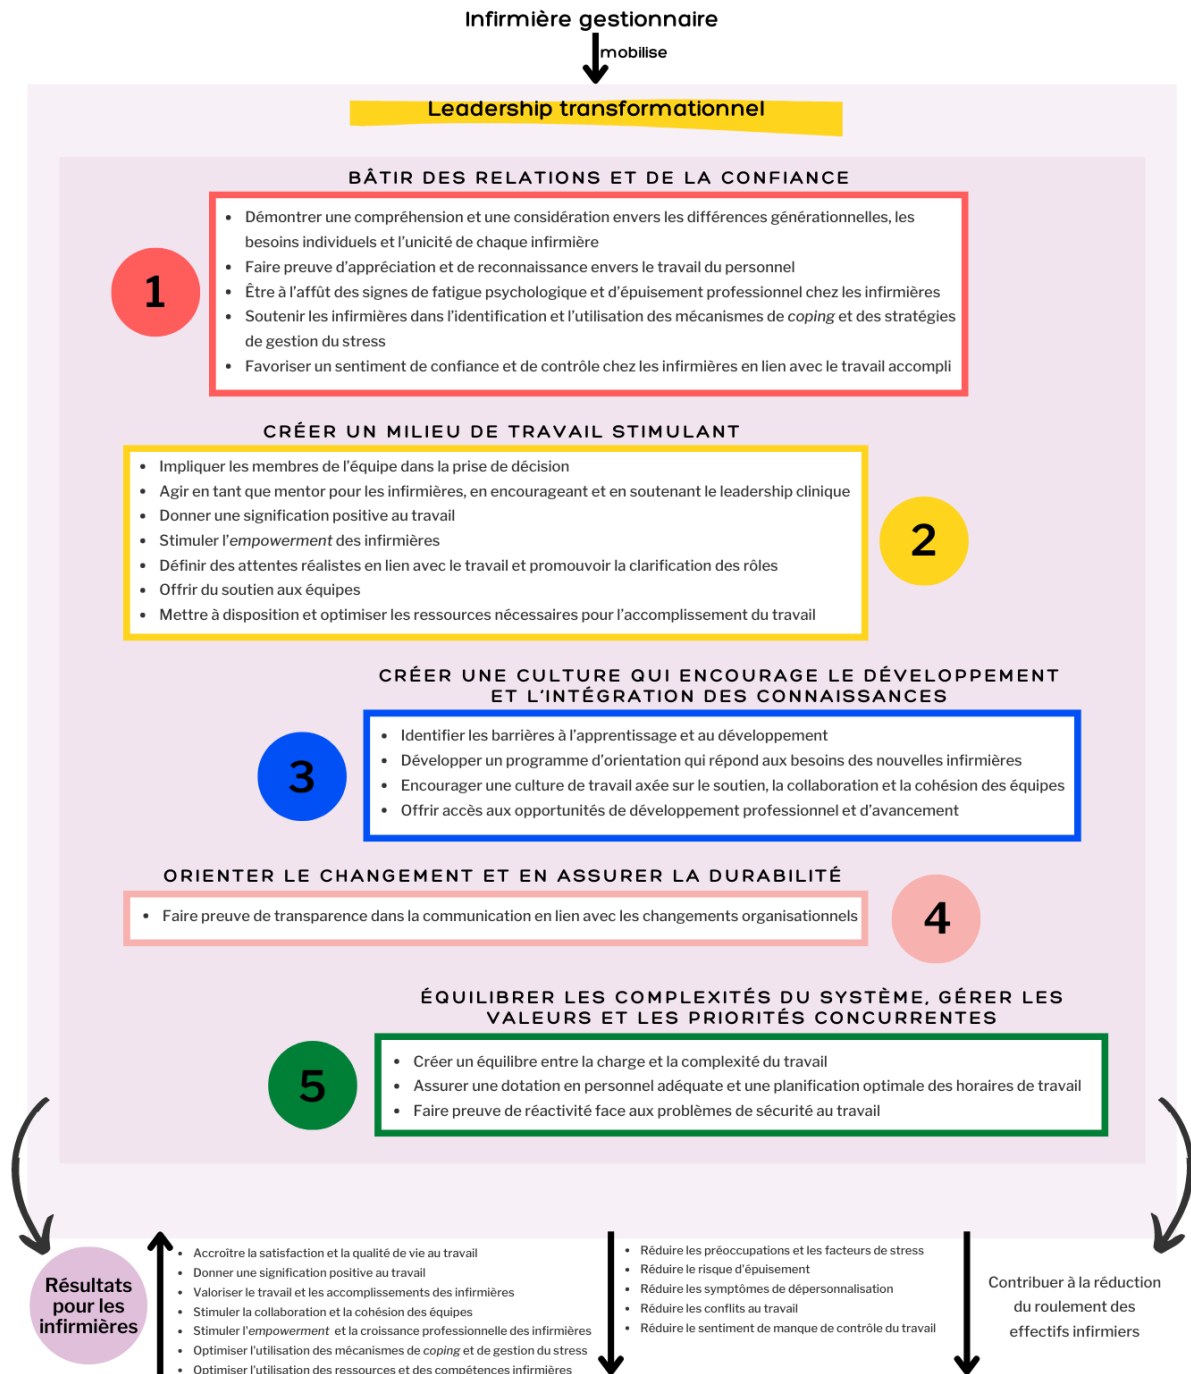 Infirmière gestionnaire
mobilise
Leadership transformationnel
BÂTIR DES RELATIONS ET DE LA CONFIANCE
1
• Démontrer une compréhension et une considération envers les différences générationnelles, les
besoins individuels et l'unicité de chaque infirmière
• Faire preuve d'appréciation et de reconnaissance envers le travail du personnel
• Être à l'affût des signes de fatigue psychologique et d'épuisement professionnel chez les infirmières
• Soutenir les infirmières dans l'identification et l'utilisation des mécanismes de coping et des stratégies
de gestion du stress
• Favoriser un sentiment de confiance et de contrôle chez les infirmières en lien avec le travail accompli
CRÉER UN MILIEU DE TRAVAIL STIMULANT
• Impliquer les membres de l'équipe dans la prise de décision
• Agir en tant que mentor pour les infirmières, en encourageant et en soutenant le leadership clinique
• Donner une signification positive au travail
• Stimuler l'empowerment des infirmières
• Définir des attentes réalistes en lien avec le travail et promouvoir la clarification des rôles
• Offrir du soutien aux équipes
• Mettre à disposition et optimiser les ressources nécessaires pour l'accomplissement du travail
2
CRÉER UNE CULTURE QUI ENCOURAGE LE DÉVELOPPEMENT
ET L'INTÉGRATION DES CONNAISSANCES
3
• Identifier les barrières à l'apprentissage et au développement
• Développer un programme d'orientation qui répond aux besoins des nouvelles infirmières
• Encourager une culture de travail axée sur le soutien, la collaboration et la cohésion des équipes
• Offrir accès aux opportunités de développement professionnel et d'avancement
ORIENTER LE CHANGEMENT ET EN ASSURER LA DURABILITÉ
• Faire preuve de transparence dans la communication en lien avec les changements organisationnels
4
ÉQUILIBRER LES COMPLEXITÉS DU SYSTÈME, GÉRER LES
VALEURS ET LES PRIORITÉS CONCURRENTES
5
• Créer un équilibre entre la charge et la complexité du travail
• Assurer une dotation en personnel adéquate et une planification optimale des horaires de travail
• Faire preuve de réactivité face aux problèmes de sécurité au travail
Résultats
pour les
infirmières
• Accroître la satisfaction et la qualité de vie au travail
• Donner une signification positive au travail
• Valoriser le travail et les accomplissements des infirmières
• Stimuler la collaboration et la cohésion des équipes
• Stimuler l'empowerment et la croissance professionnelle des infirmières
• Optimiser l'utilisation des mécanismes de coping et de gestion du stress
• Optimiser l'utilisation des ressources et des compétences infirmières
• Réduire les préoccupations et les facteurs de stress
• Réduire le risque d'épuisement
• Réduire les symptômes de dépersonnalisation
• Réduire les conflits au travail
• Réduire le sentiment de manque de contrôle du travail
Contribuer à la réduction
du roulement des
effectifs infirmiers